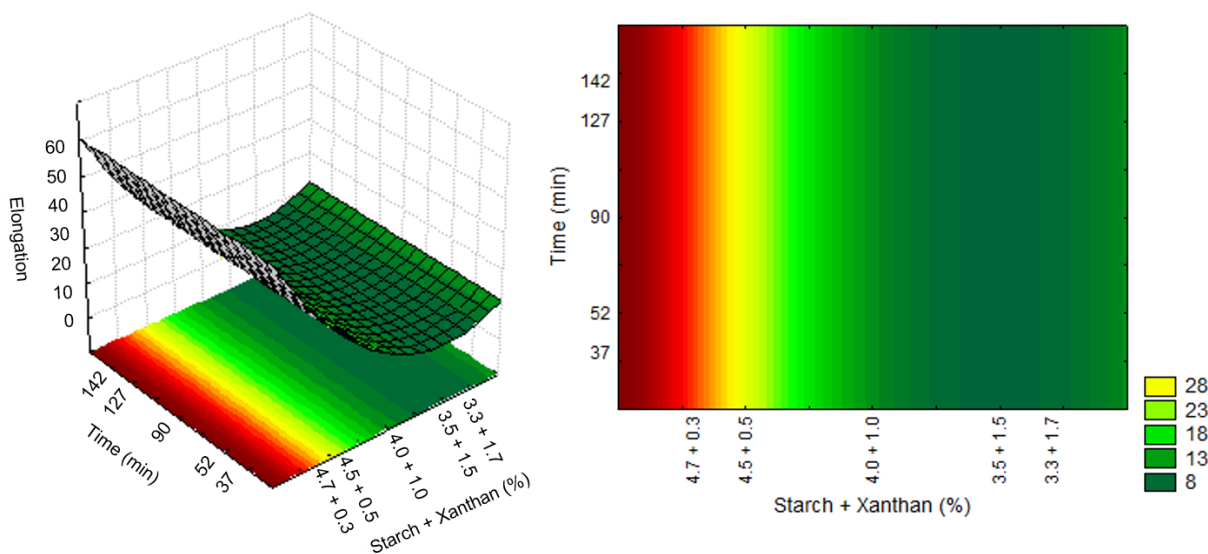 60
50
40
30
20
10
0
Elongation
142
127
90
52
37
Time (min)
4.7 + 0.3
4.5 + 0.5
4.0 + 1.0
3.5 + 1.5
3.3 + 1.7
Starch + Xanthan (%)
142
127
90
52
37
Time (min)
4.7 + 0.3
4.5 + 0.5
4.0 + 1.0
3.5 + 1.5
3.3 + 1.7
Starch + Xanthan (%)
28
23
18
13
8